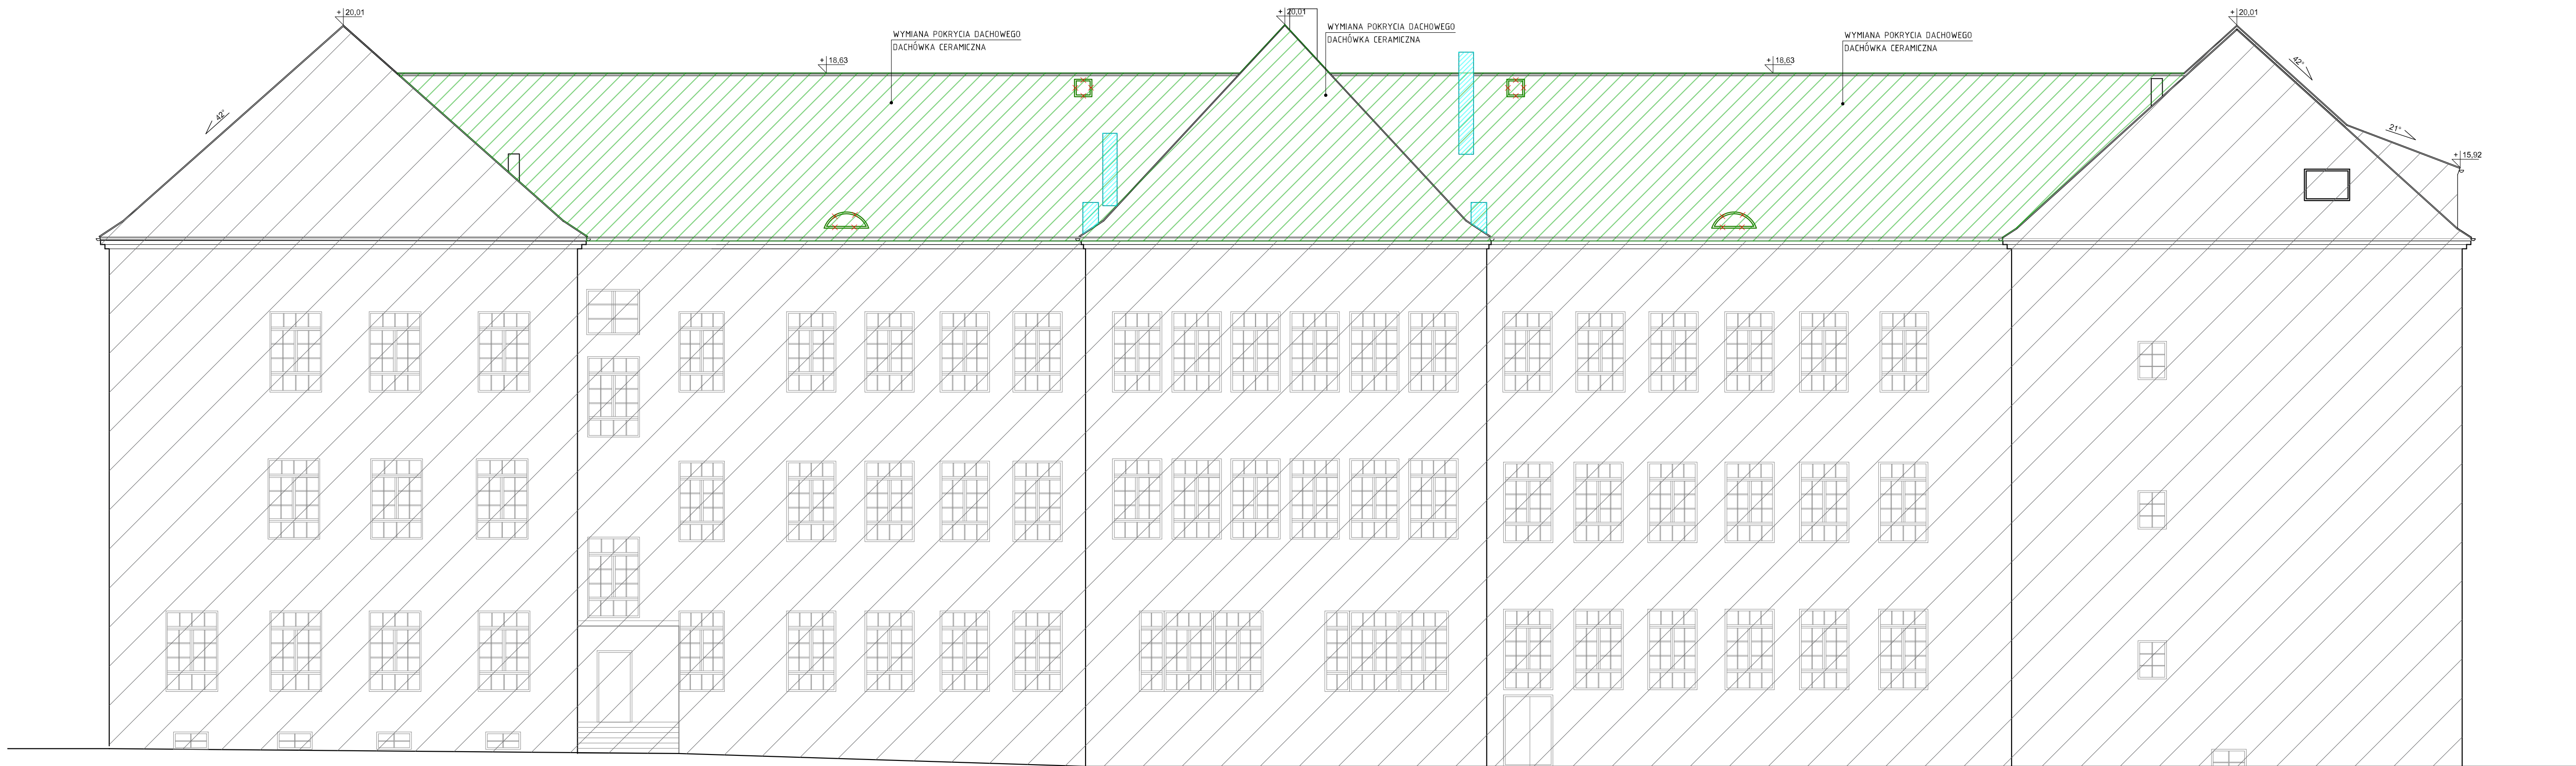 + 20,01
+ 20,01
+ 20,01
WYMIANA POKRYCIA DACHOWEGO
DACHÓWKA CERAMICZNA
WYMIANA POKRYCIA DACHOWEGO
DACHÓWKA CERAMICZNA
WYMIANA POKRYCIA DACHOWEGO
DACHÓWKA CERAMICZNA
+ 18,63
+ 18,63
42°
42°
21°
+ 15,92